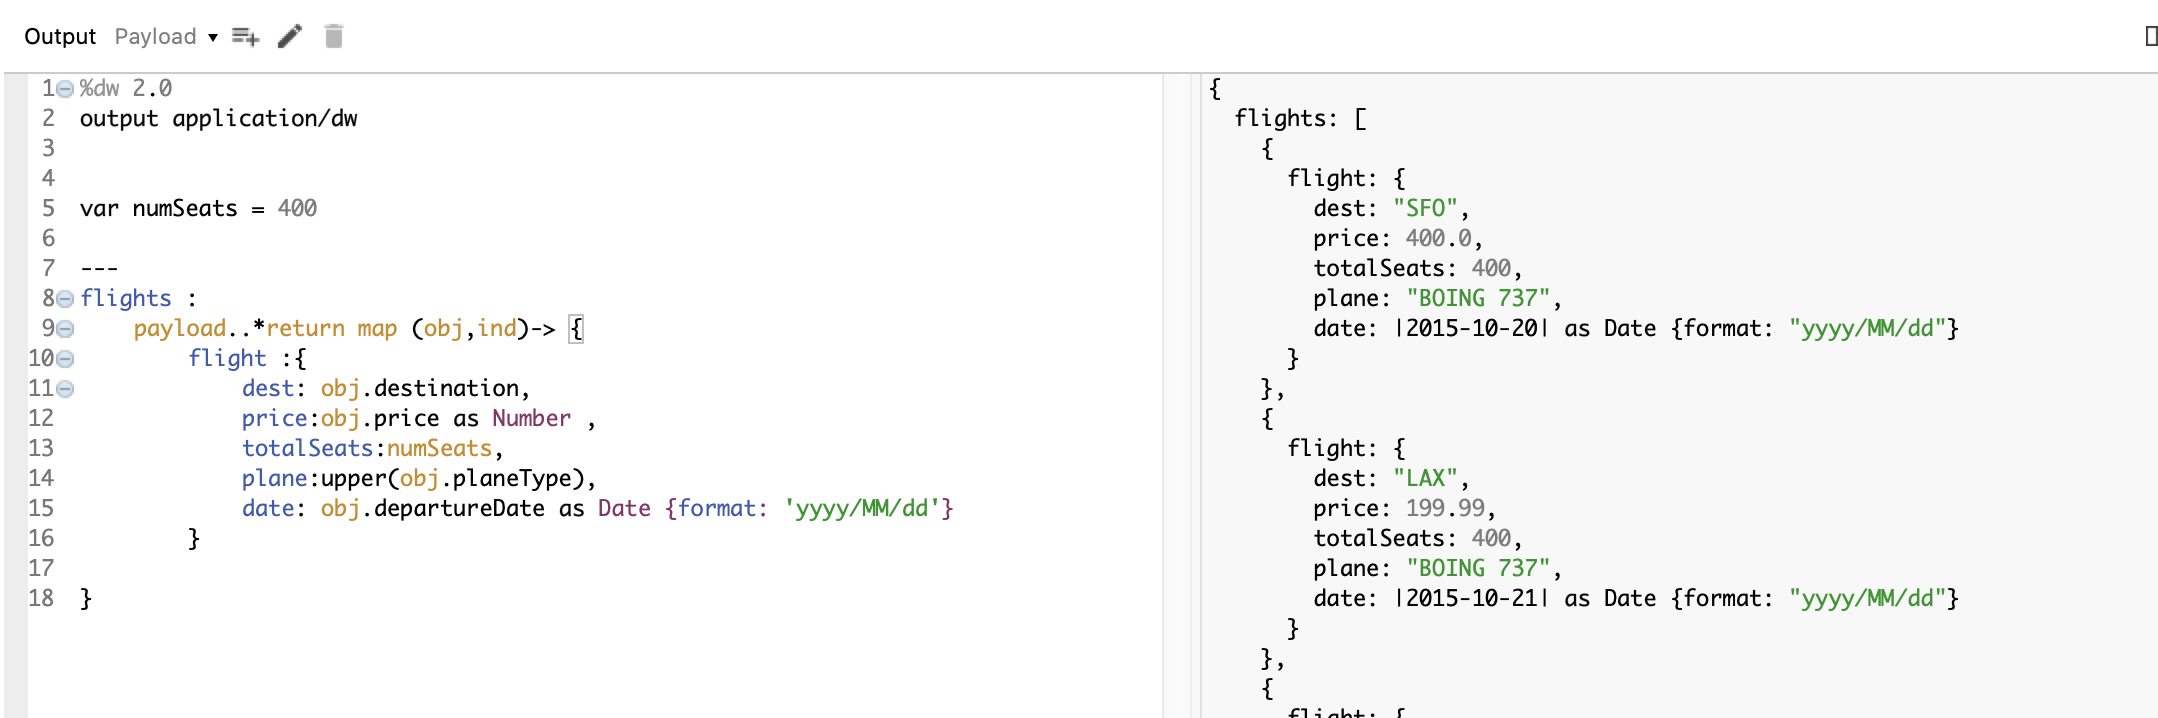 Output Payload
1 %dw 2.0
2 output application/dw
3
4
5 var numSeats = 400
6
7 ---
8 flights :
9 payload..*return map (obj,ind)-> {
10 flight :{
11 dest: obj.destination,
12 price:obj.price as Number ,
13 totalSeats:numSeats,
14 plane:upper(obj.planeType),
15 date: obj.departureDate as Date {format: 'yyyy/MM/dd'}
16 }
17
18 }
{
flights: [
{
flight: {
dest: "SFO",
price: 400.0,
totalSeats: 400,
plane: "BOING 737",
date: |2015-10-20| as Date {format: "yyyy/MM/dd"}
}
},
{
flight: {
dest: "LAX",
price: 199.99,
totalSeats: 400,
plane: "BOING 737",
date: |2015-10-21| as Date {format: "yyyy/MM/dd"}
}
},
{
flight: {